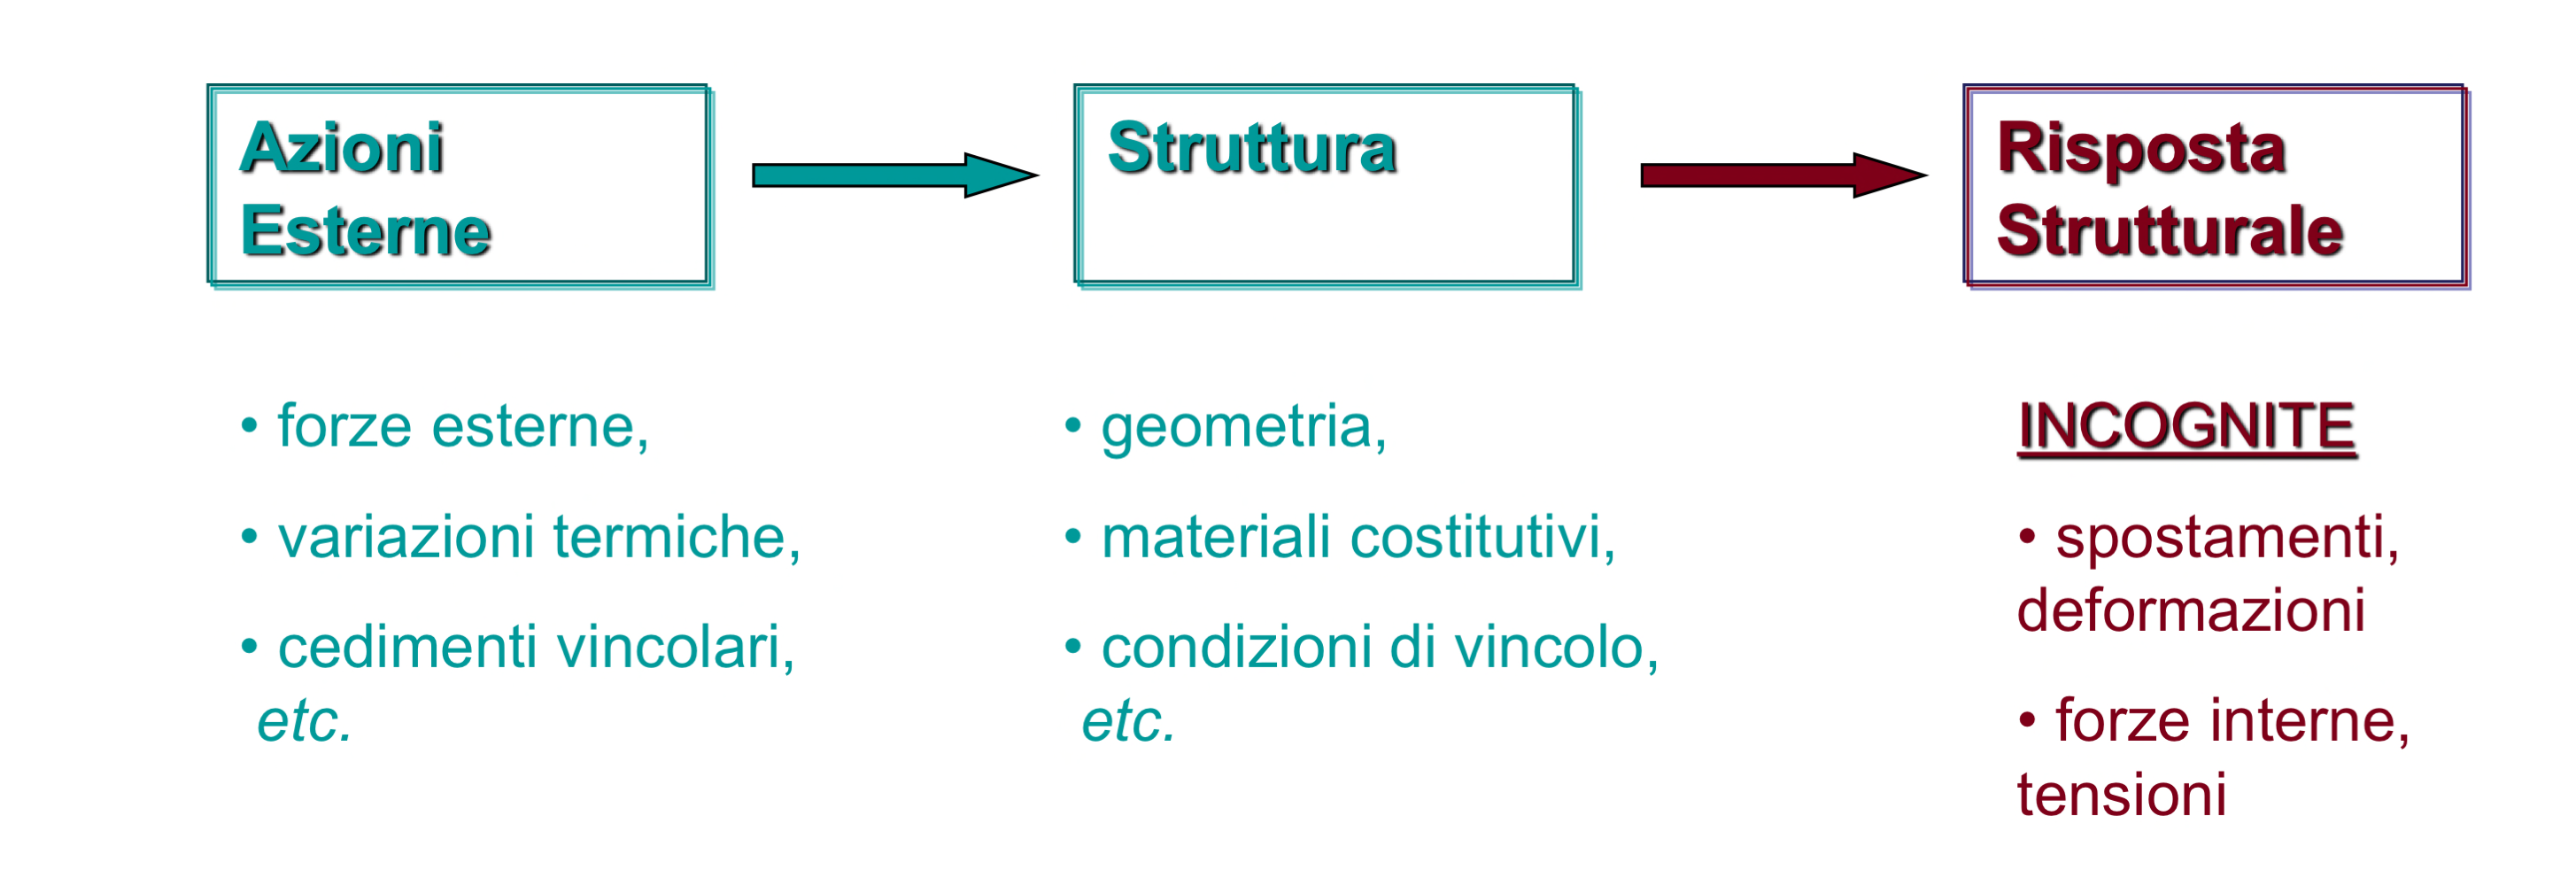 Azioni
Esterne
Struttura
Risposta
Strutturale
• forze esterne,
• variazioni termiche,
• cedimenti vincolari,
etc.
• geometria,
• materiali costitutivi,
• condizioni di vincolo,
etc.
INCOGNITE
• spostamenti,
deformazioni
• forze interne,
tensioni